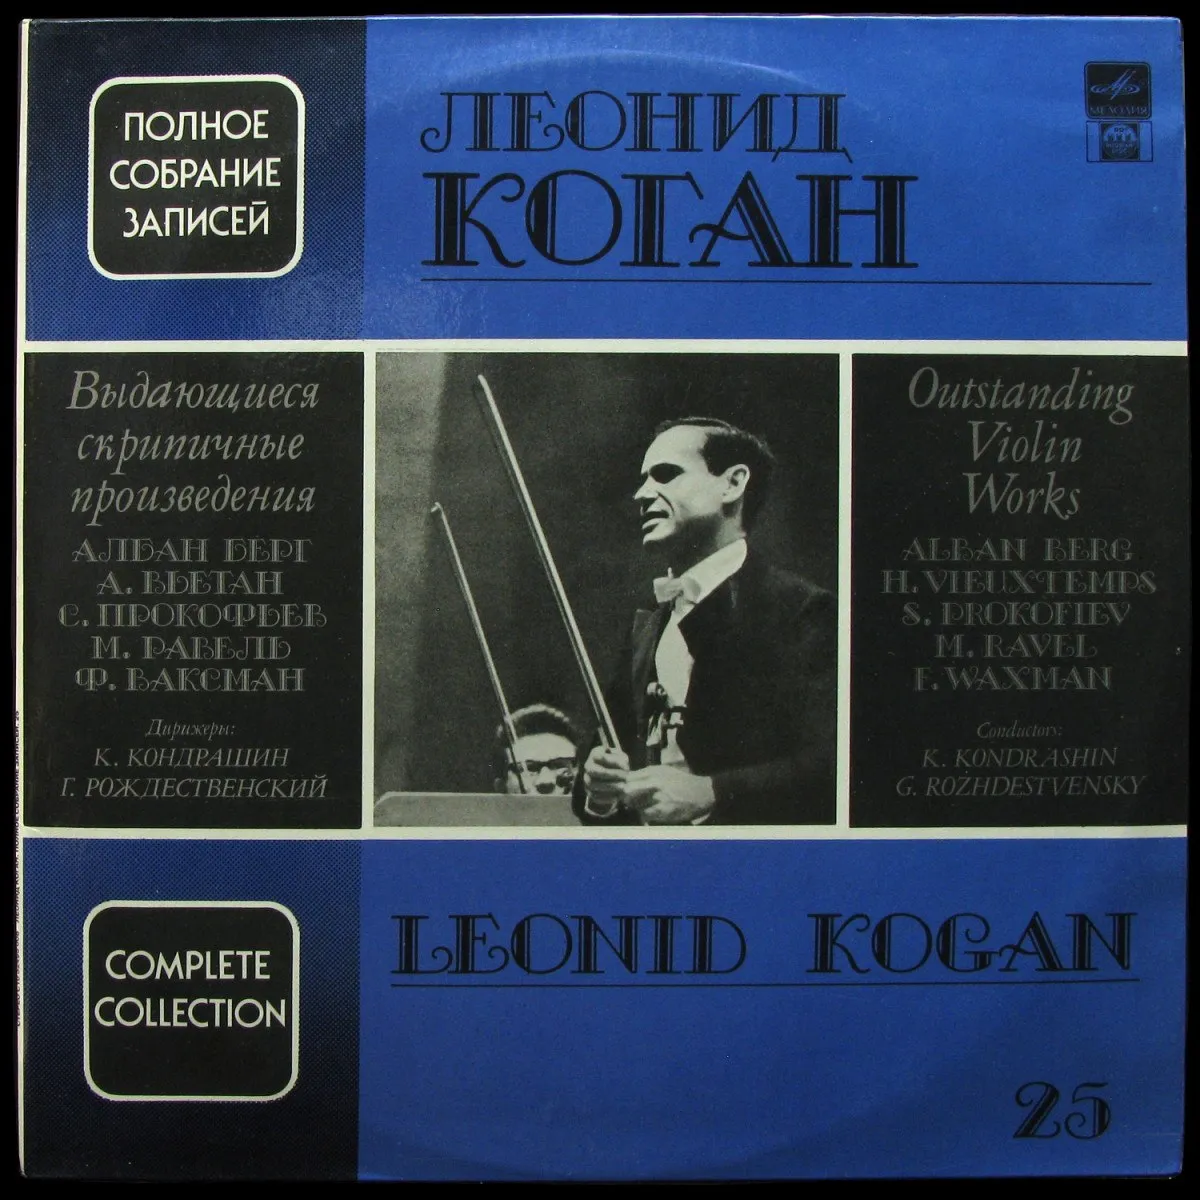 ПОЛНОЕ
СОБРАНИЕ
ЗАПИСЕЙ
ЛЕОНИД
КОГАН
МЕЛОДИЯ
Выдающиеся
скрипичные
произведения
АЛБАН БЕРГ
А. ВЬЕТАН
С. ПРОКОФЬЕВ
М. РАВЕЛЬ
Ф. ВАКСМАН
Дирижеры:
К. КОНДРАШИН
Г. РОЖДЕСТВЕНСКИЙ
Outstanding
Violin
Works
ALBAN BERG
H. VIEUXTEMPS
S. PROKOFIEV
M. RAVEL
F. WAXMAN
Conductors:
K. KONDRASHIN
G. ROZHDESTVENSKY
COMPLETE
COLLECTION
LEONID KOGAN
25